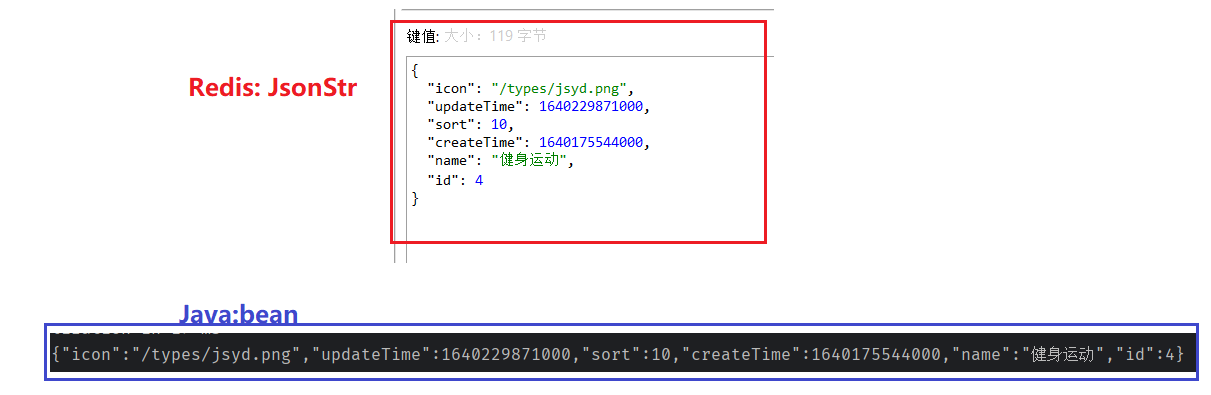 键值: 大小：119 字节
Redis: JsonStr
{
"icon": "/types/jsyd.png",
"updateTime": 1640229871000,
"sort": 10,
"createTime": 1640175544000,
"name": "健身运动",
"id": 4
}
Java:bean
{"icon":"/types/jsyd.png","updateTime":1640229871000,"sort":10,"createTime":1640175544000,"name":"健身运动","id":4}